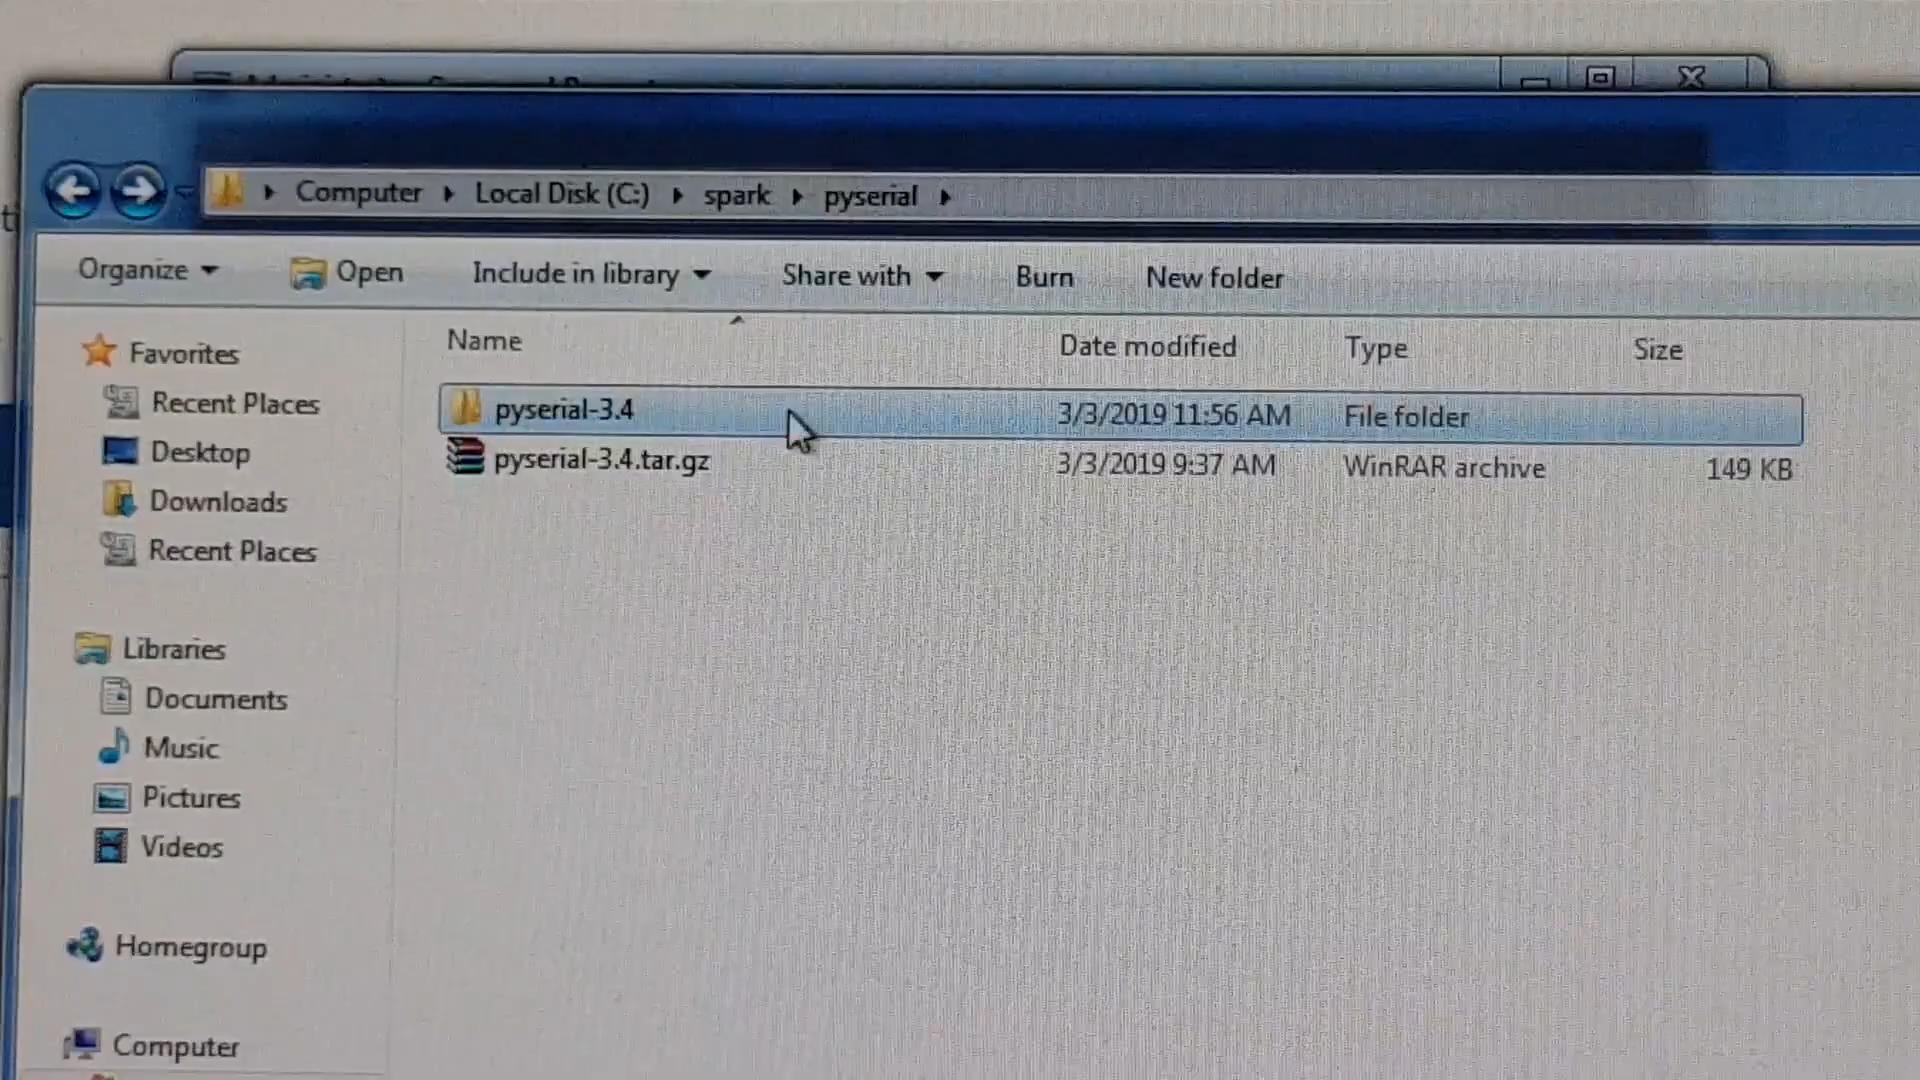 Computer ▸ Local Disk (C:) ▸ spark ▸ pyserial ▸
Organize Open Include in library Share with Burn New folder
Name Date modified Type Size
pyserial-3.4 3/3/2019 11:56 AM File folder
pyserial-3.4.tar.gz 3/3/2019 9:37 AM WinRAR archive 149 KB
Favorites
Recent Places
Desktop
Downloads
Recent Places
Libraries
Documents
Music
Pictures
Videos
Homegroup
Computer